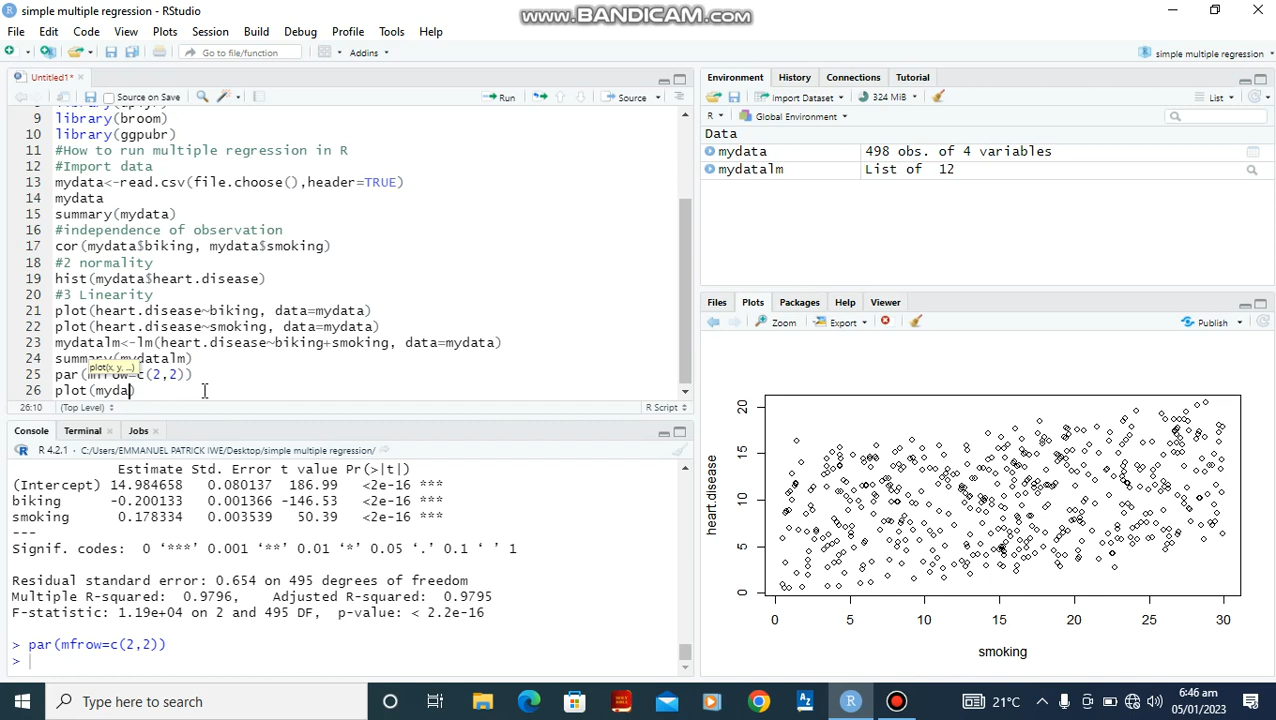 simple multiple regression - RStudio
www.BANDICAM.com
File Edit Code View Plots Session Build Debug Profile Tools Help
Go to file/function
Addins
simple multiple regression
Untitled1*
Source on Save
Run
Source
9 library(broom)
10 library(ggpubr)
11 #How to run multiple regression in R
12 #Import data
13 mydata<-read.csv(file.choose(),header=TRUE)
14 mydata
15 summary(mydata)
16 #independence of observation
17 cor(mydata$biking, mydata$smoking)
18 #2 normality
19 hist(mydata$heart.disease)
20 #3 Linearity
21 plot(heart.disease~biking, data=mydata)
22 plot(heart.disease~smoking, data=mydata)
23 mydatalm<-lm(heart.disease~biking+smoking, data=mydata)
24 summary(mydatalm)
plot(x, y, ...)
25 par(mfrow=c(2,2))
26 plot(myda)
26:10 (Top Level) R Script
Console Terminal Jobs
R 4.2.1 · C:/Users/EMMANUEL PATRICK IWE/Desktop/simple multiple regression/
Estimate Std. Error t value Pr(>|t|)
(Intercept) 14.984658 0.080137 186.99 <2e-16 ***
biking -0.200133 0.001366 -146.53 <2e-16 ***
smoking 0.178334 0.003539 50.39 <2e-16 ***
---
Signif. codes: 0 ‘***’ 0.001 ‘**’ 0.01 ‘*’ 0.05 ‘.’ 0.1 ‘ ’ 1
Residual standard error: 0.654 on 495 degrees of freedom
Multiple R-squared: 0.9796, Adjusted R-squared: 0.9795
F-statistic: 1.19e+04 on 2 and 495 DF, p-value: < 2.2e-16
> par(mfrow=c(2,2))
>
Environment History Connections Tutorial
Import Dataset 324 MiB List
R Global Environment
Data
mydata 498 obs. of 4 variables
mydatalm List of 12
Files Plots Packages Help Viewer
Zoom Export Publish
heart.disease
20
15
10
5
0
0 5 10 15 20 25 30
smoking
Type here to search
21°C
6:46 am
05/01/2023